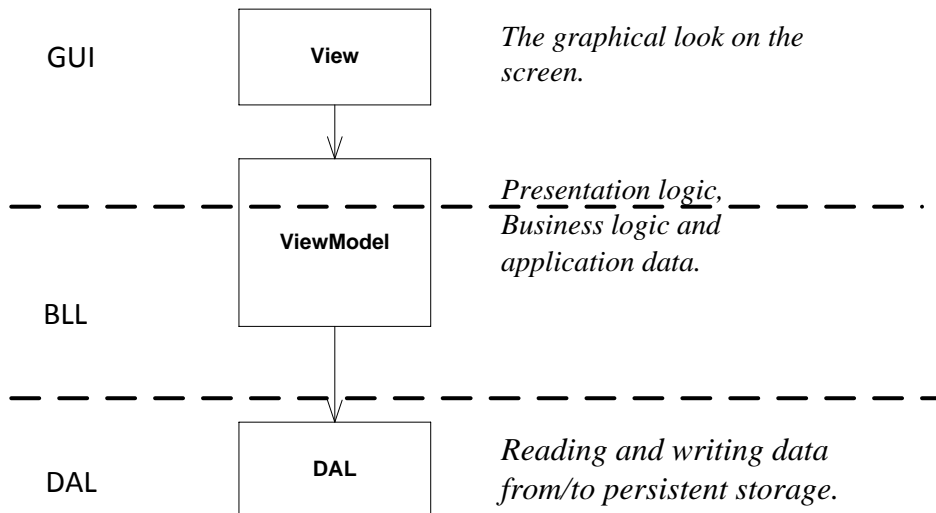 GUI
View
The graphical look on the
screen.
Presentation logic,
ViewModel
Business logic and
application data.
BLL
DAL
DAL
Reading and writing data
from/to persistent storage.